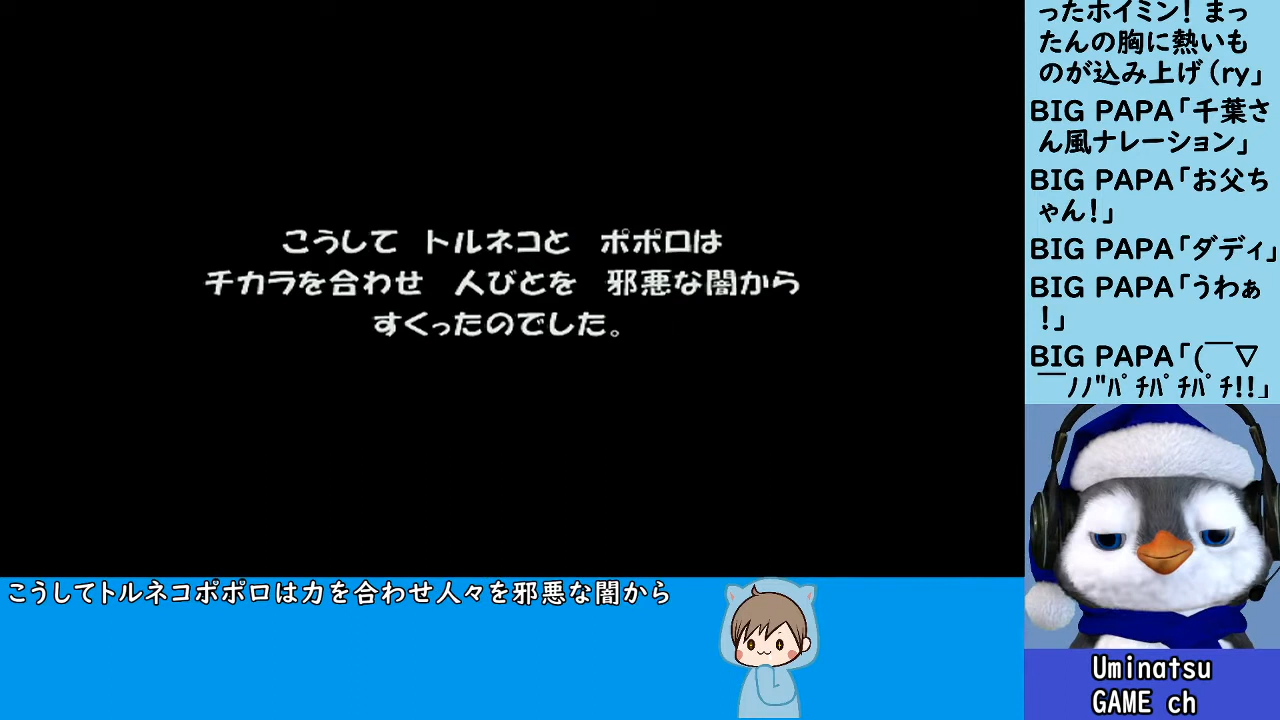 こうして トルネコと ポポロは
チカラを合わせ 人びとを 邪悪な闇から
すくったのでした。
ったホイミン! まっ
たんの胸に熱いも
のが込み上げ(ry」
BIG PAPA「千葉さ
ん風ナレーション」
BIG PAPA「お父ち
ゃん!」
BIG PAPA「ダディ」
BIG PAPA「うわぁ
!」
BIG PAPA「(￣▽
￣ノノ"ﾊﾟﾁﾊﾟﾁﾊﾟﾁ!!」
こうしてトルネコポポロは力を合わせ人々を邪悪な闇から
Uminatsu
GAME ch